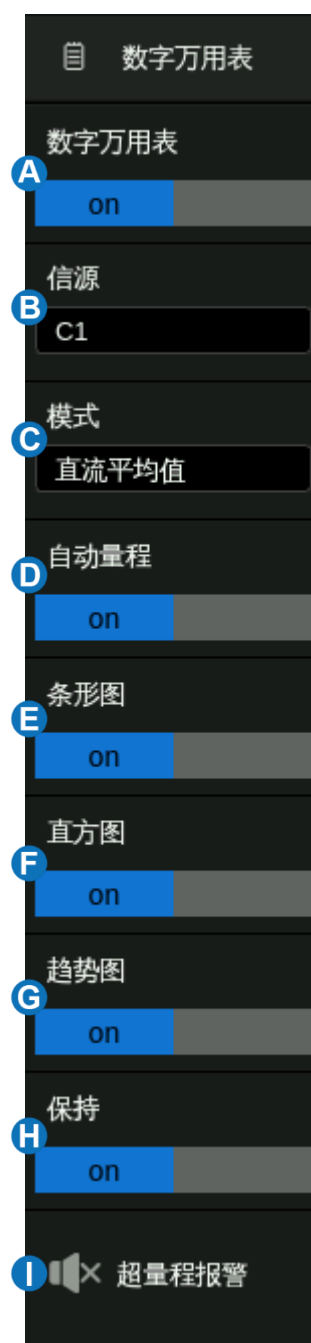 数字万用表
数字万用表
A
on
信源
B
C1
模式
C
直流平均值
自动量程
D
on
条形图
E
on
直方图
F
on
趋势图
G
on
保持
H
on
I 超量程报警